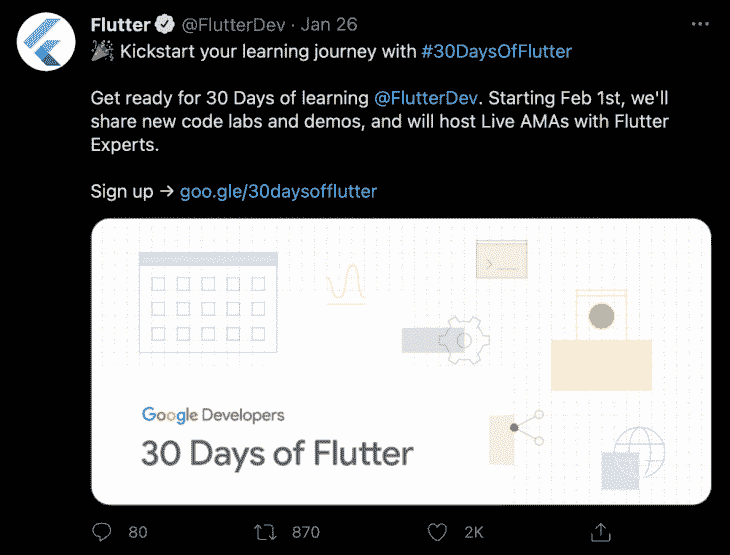 Flutter @FlutterDev · Jan 26
🎉 Kickstart your learning journey with #30DaysOfFlutter
Get ready for 30 Days of learning @FlutterDev. Starting Feb 1st, we'll
share new code labs and demos, and will host Live AMAs with Flutter
Experts.
Sign up → goo.gle/30daysofflutter
Google Developers
30 Days of Flutter
80 870 2K